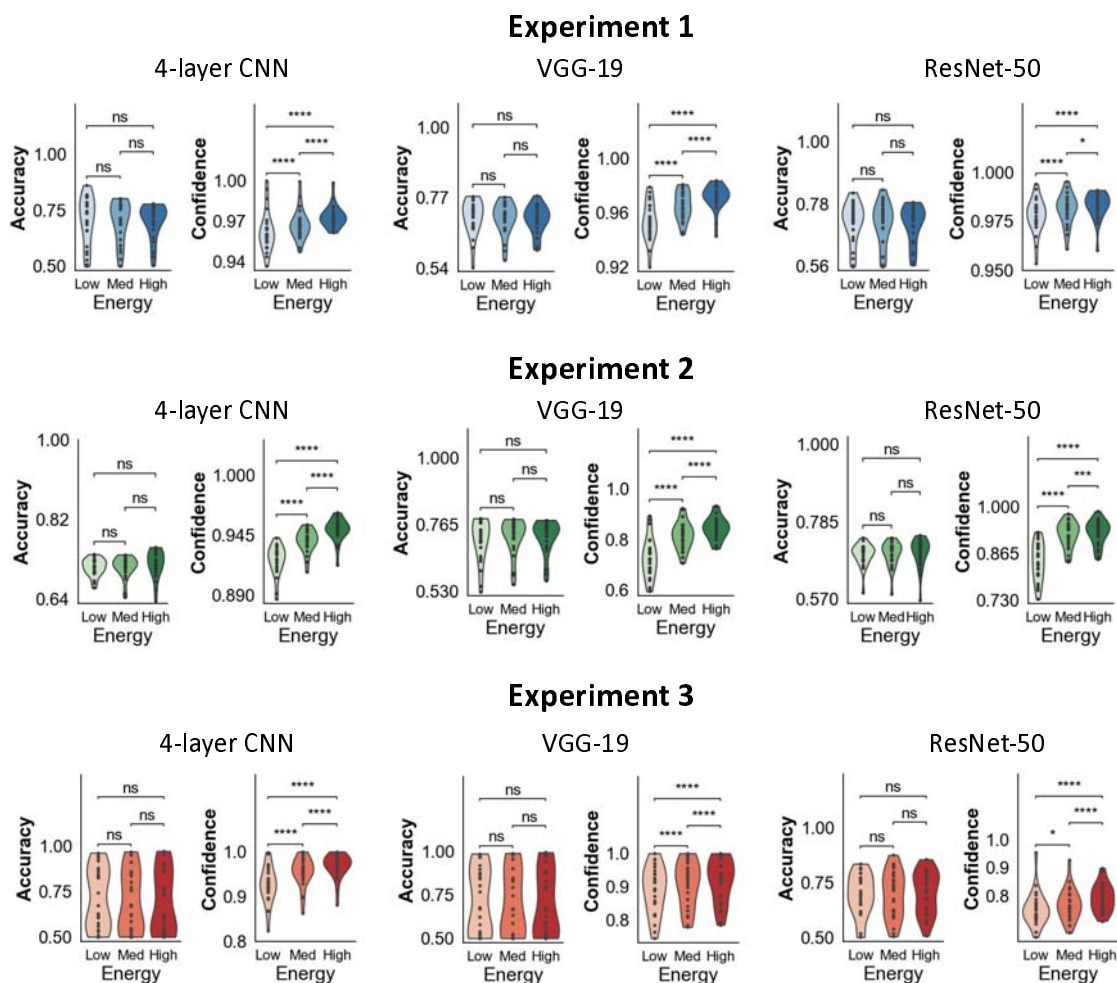 Experiment 1
4-layer CNN
VGG-19
ResNet-50
Accuracy
1.00
0.75
0.50
ns
ns
ns
Low Med High
Energy
Confidence
1.00
0.97
0.94
****
****
****
Low Med High
Energy
Accuracy
1.00
0.77
0.54
ns
ns
ns
Low Med High
Energy
Confidence
1.00
0.96
0.92
****
****
****
Low Med High
Energy
Accuracy
1.00
0.78
0.56
ns
ns
ns
Low Med High
Energy
Confidence
1.000
0.975
0.950
****
*
****
Low Med High
Energy
Experiment 2
4-layer CNN
VGG-19
ResNet-50
Accuracy
1.00
0.82
0.64
ns
ns
ns
Low Med High
Energy
Confidence
1.000
0.945
0.890
****
****
****
Low Med High
Energy
Accuracy
1.000
0.765
0.530
ns
ns
ns
Low Med High
Energy
Confidence
1.0
0.8
0.6
****
****
****
Low Med High
Energy
Accuracy
1.000
0.785
0.570
ns
ns
ns
Low Med High
Energy
Confidence
1.000
0.865
0.730
****
***
****
Low Med High
Energy
Experiment 3
4-layer CNN
VGG-19
ResNet-50
Accuracy
1.00
0.75
0.50
ns
ns
ns
Low Med High
Energy
Confidence
1.0
0.9
0.8
****
****
****
Low Med High
Energy
Accuracy
1.00
0.75
0.50
ns
ns
ns
Low Med High
Energy
Confidence
1.0
0.9
0.8
****
****
****
Low Med High
Energy
Accuracy
1.00
0.75
0.50
ns
ns
ns
Low Med High
Energy
Confidence
1.0
0.9
0.8
****
****
*
Low Med High
Energy